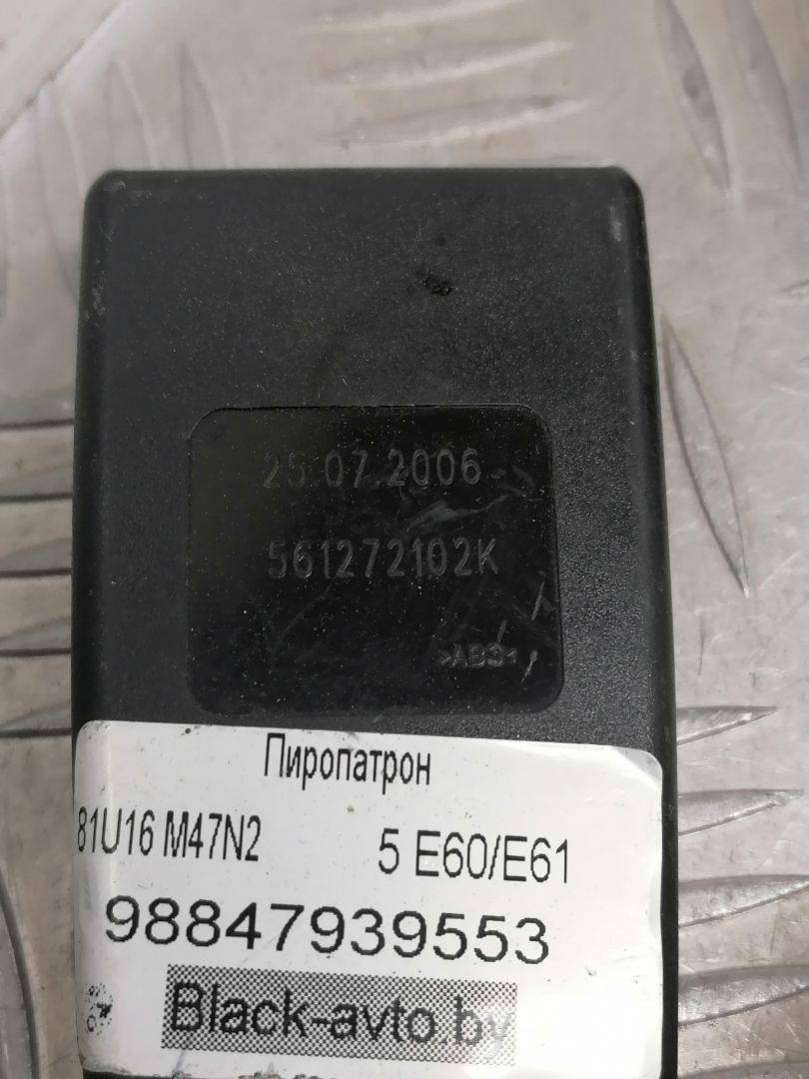 25.07.2006
561272102K
>ABS<
Пиропатрон
81U16 M47N2 5 E60/E61
98847939553
Black-avto.by